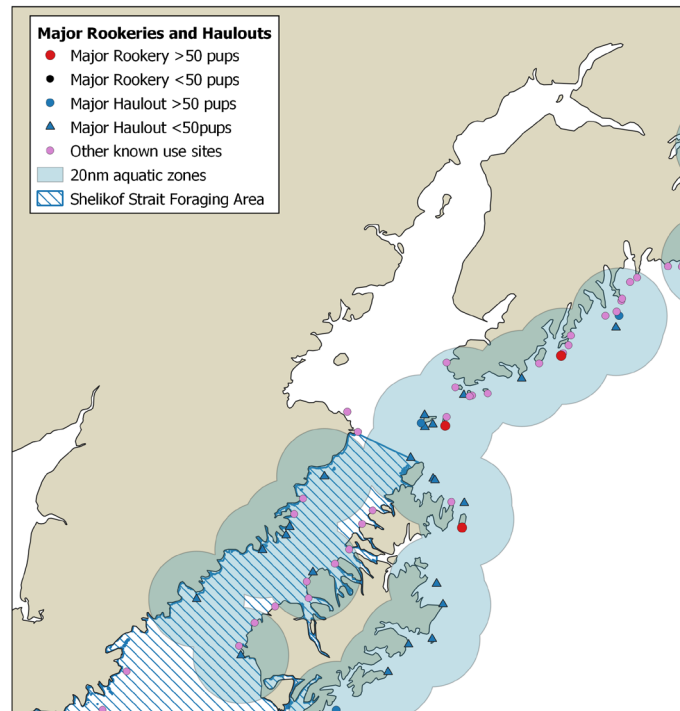 Major Rookeries and Haulouts
Major Rookery >50 pups
Major Rookery <50 pups
Major Haulout >50 pups
Major Haulout <50pups
Other known use sites
20nm aquatic zones
Shelikof Strait Foraging Area